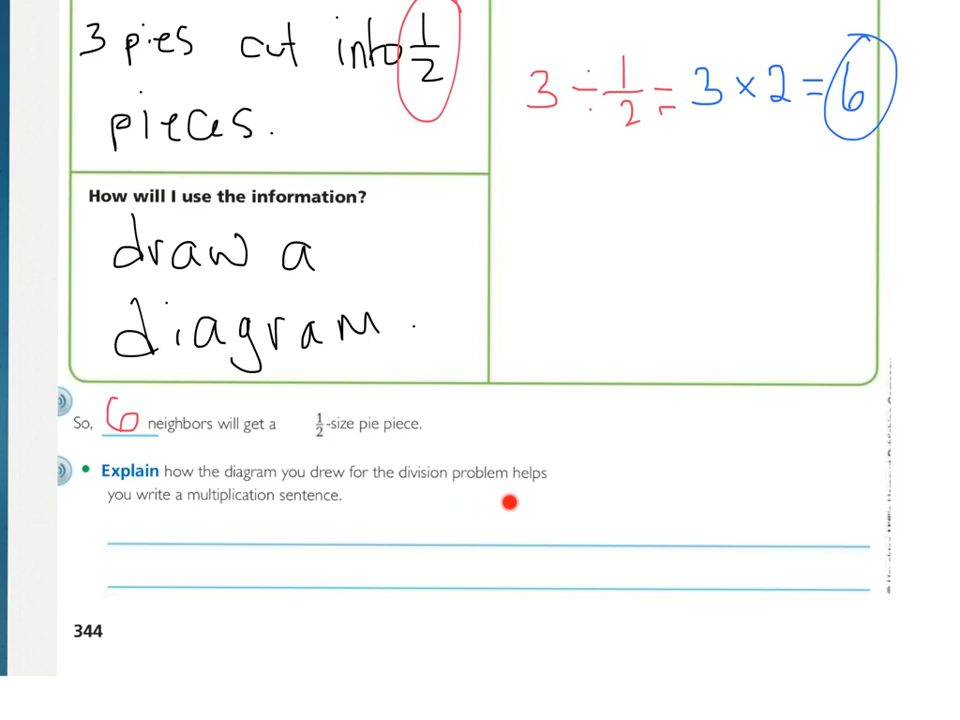 3 pies cut into 1/2
pieces.
3 ÷ 1/2 = 3 × 2 = 6
How will I use the information?
draw a
diagram.
So, 6 neighbors will get a 1/2-size pie piece.
• Explain how the diagram you drew for the division problem helps
you write a multiplication sentence.
344